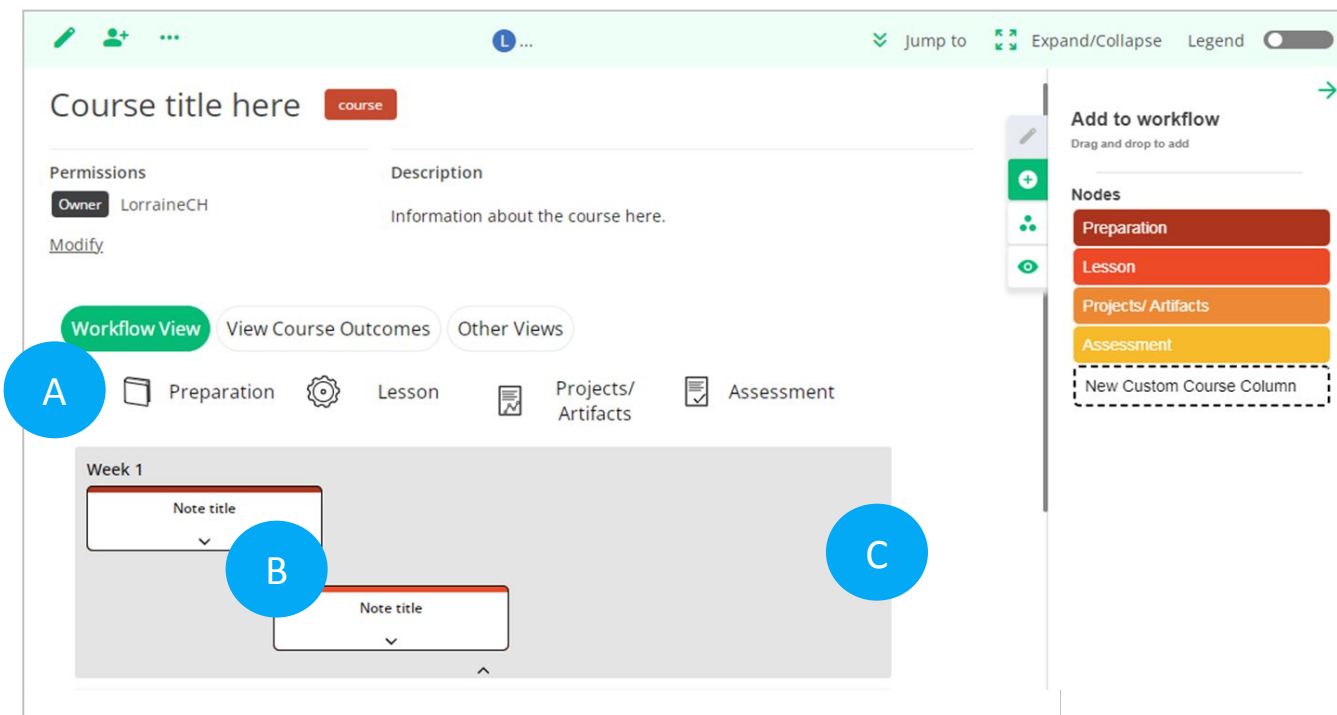 L ...
Jump to
Expand/Collapse
Legend
Course title here
course
Permissions
Owner LorraineCH
Modify
Description
Information about the course here.
Workflow View
View Course Outcomes
Other Views
A
Preparation
Lesson
Projects/
Artifacts
Assessment
Week 1
Note title
B
Note title
C
Add to workflow
Drag and drop to add
Nodes
Preparation
Lesson
Projects/ Artifacts
Assessment
New Custom Course Column